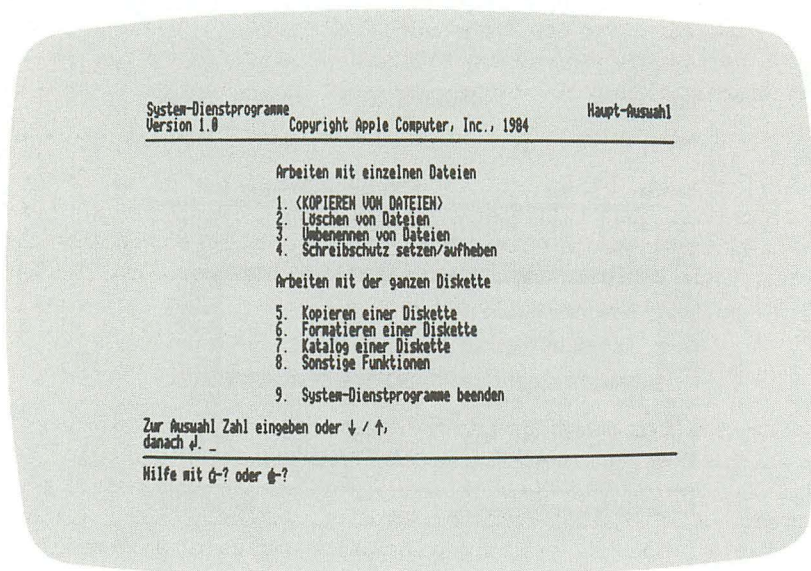 System-Dienstprogramme Haupt-Auswahl
Version 1.0 Copyright Apple Computer, Inc., 1984
Arbeiten mit einzelnen Dateien
1. <KOPIEREN VON DATEIEN>
2. Löschen von Dateien
3. Umbenennen von Dateien
4. Schreibschutz setzen/aufheben
Arbeiten mit der ganzen Diskette
5. Kopieren einer Diskette
6. Formatieren einer Diskette
7. Katalog einer Diskette
8. Sonstige Funktionen
9. System-Dienstprogramme beenden
Zur Auswahl Zahl eingeben oder ↓ / ↑,
danach ↲. _
Hilfe mit -? oder -?